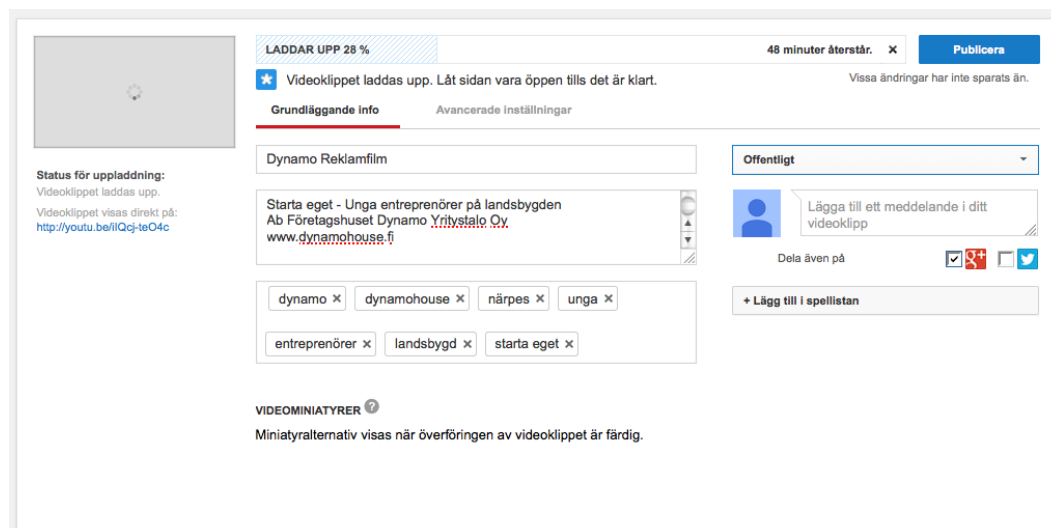 LADDAR UPP 28 %
48 minuter återstår.
Publicera
Videoklippet laddas upp. Låt sidan vara öppen tills det är klart.
Vissa ändringar har inte sparats än.
Grundläggande info
Avancerade inställningar
Status för uppladdning:
Videoklippet laddas upp.
Videoklippet visas direkt på:
http://youtu.be/ilQcj-teO4c
Dynamo Reklamfilm
Starta eget - Unga entreprenörer på landsbygden
Ab Företagshuset Dynamo Yritystalo Oy
www.dynamohouse.fi
dynamo × dynamohouse × närpes × unga ×
entreprenörer × landsbygd × starta eget ×
Offentligt
Lägga till ett meddelande i ditt
videoklipp
Dela även på
g+
+ Lägg till i spellistan
VIDEOMINIATYRER ?
Miniatyralternativ visas när överföringen av videoklippet är färdig.